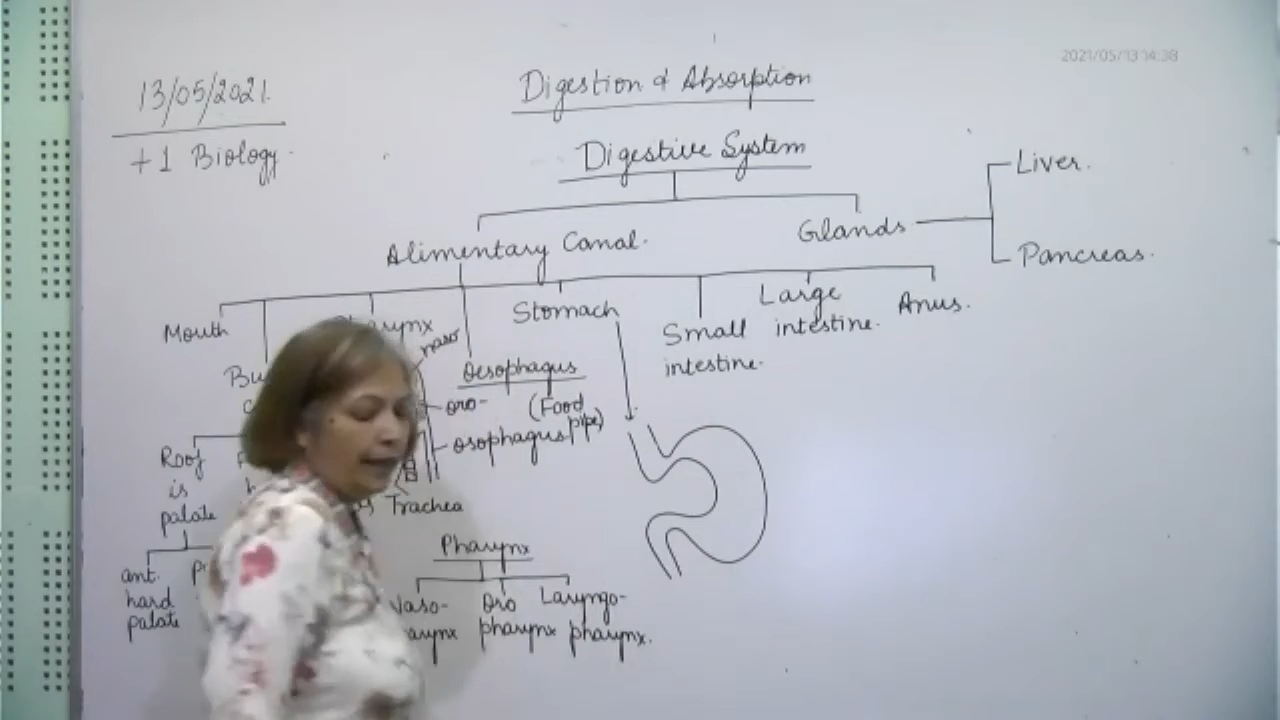 2021/05/13 14:38
13/05/2021.
+1 Biology.
Digestion & Absorption
Digestive System
Alimentary Canal.
Glands
Liver.
Pancreas.
Mouth
Pharynx
naso
oro-
osophagus
Trachea
Oesophagus
(Food
pipe)
Stomach
Small
intestine.
Large
intestine.
Anus.
Roof
is
palate
ant.
hard
palate
Pharynx
Oro
pharynx
Laryngo-
pharynx.